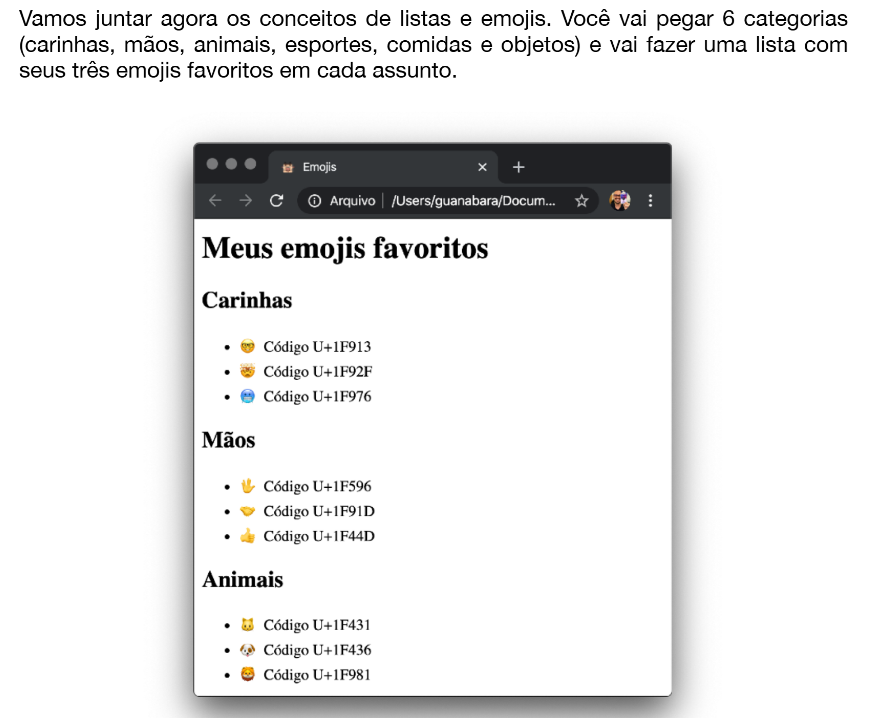 Vamos juntar agora os conceitos de listas e emojis. Você vai pegar 6 categorias
(carinhas, mãos, animais, esportes, comidas e objetos) e vai fazer uma lista com
seus três emojis favoritos em cada assunto.
Emojis
Arquivo | /Users/guanabara/Docum...
Meus emojis favoritos
Carinhas
• 🤓 Código U+1F913
• 🤯 Código U+1F92F
• 🥶 Código U+1F976
Mãos
• 🖖 Código U+1F596
• 🤝 Código U+1F91D
• 👍 Código U+1F44D
Animais
• 🐱 Código U+1F431
• 🐶 Código U+1F436
• 🦁 Código U+1F981